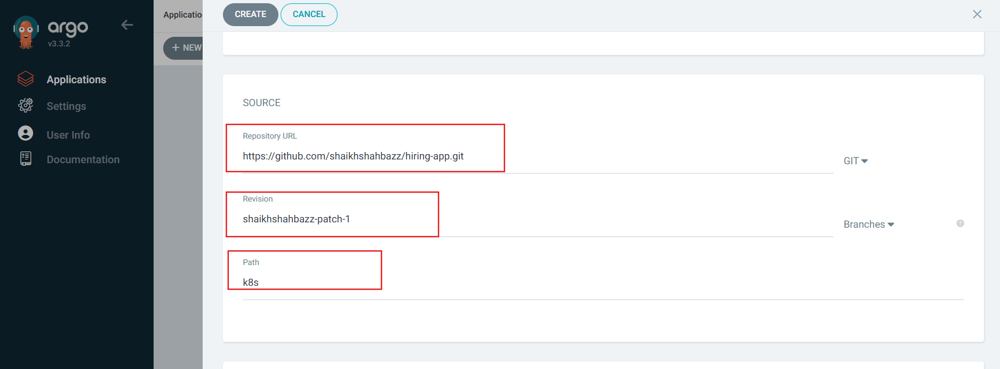 argo
v3.3.2
Applications
Settings
User Info
Documentation
Applicatio
+ NEW
CREATE
CANCEL
SOURCE
Repository URL
https://github.com/shaikhshahbazz/hiring-app.git
GIT
Revision
shaikhshahbazz-patch-1
Branches
?
Path
k8s